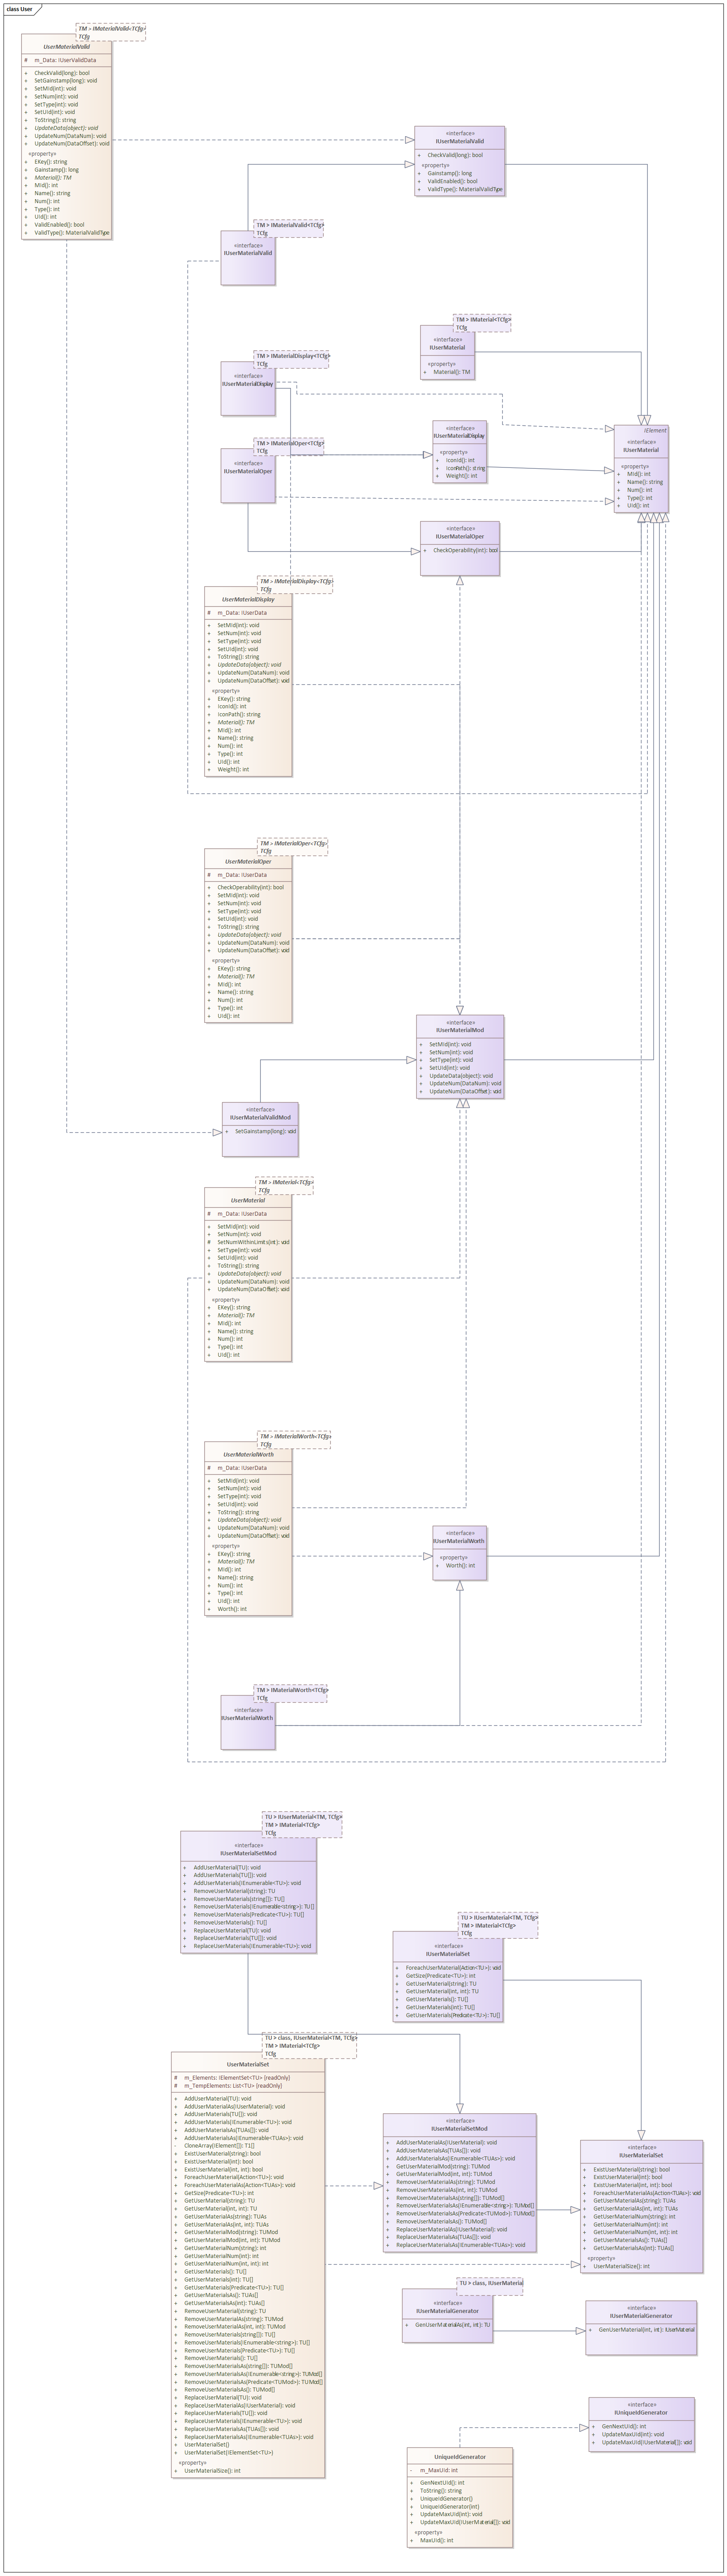 class User
TM > IMaterialValid<TCfg>
TCfg
UserMaterialValid
# m_Data: IUserValidData
+ CheckValid(long): bool
+ SetGainstamp(long): void
+ SetMId(int): void
+ SetNum(int): void
+ SetType(int): void
+ SetUId(int): void
+ ToString(): string
+ UpdateData(object): void
+ UpdateNum(DataNum): void
+ UpdateNum(DataOffset): void
«property»
+ EKey(): string
+ Gainstamp(): long
+ Material(): TM
+ MId(): int
+ Name(): string
+ Num(): int
+ Type(): int
+ UId(): int
+ ValidEnabled(): bool
+ ValidType(): MaterialValidType
«interface»
IUserMaterialValid
+ CheckValid(long): bool
«property»
+ Gainstamp(): long
+ ValidEnabled(): bool
+ ValidType(): MaterialValidType
TM > IMaterialValid<TCfg>
TCfg
«interface»
IUserMaterialValid
TM > IMaterial<TCfg>
TCfg
«interface»
IUserMaterial
«property»
+ Material(): TM
TM > IMaterialDisplay<TCfg>
TCfg
«interface»
IUserMaterialDisplay
«interface»
IUserMaterialDisplay
«property»
+ IconId(): int
+ IconPath(): string
+ Weight(): int
IElement
«interface»
IUserMaterial
«property»
+ MId(): int
+ Name(): string
+ Num(): int
+ Type(): int
+ UId(): int
TM > IMaterialOper<TCfg>
TCfg
«interface»
IUserMaterialOper
«interface»
IUserMaterialOper
+ CheckOperability(int): bool
TM > IMaterialDisplay<TCfg>
TCfg
UserMaterialDisplay
# m_Data: IUserData
+ SetMId(int): void
+ SetNum(int): void
+ SetType(int): void
+ SetUId(int): void
+ ToString(): string
+ UpdateData(object): void
+ UpdateNum(DataNum): void
+ UpdateNum(DataOffset): void
«property»
+ EKey(): string
+ IconId(): int
+ IconPath(): string
+ Material(): TM
+ MId(): int
+ Name(): string
+ Num(): int
+ Type(): int
+ UId(): int
+ Weight(): int
TM > IMaterialOper<TCfg>
TCfg
UserMaterialOper
# m_Data: IUserData
+ CheckOperability(int): bool
+ SetMId(int): void
+ SetNum(int): void
+ SetType(int): void
+ SetUId(int): void
+ ToString(): string
+ UpdateData(object): void
+ UpdateNum(DataNum): void
+ UpdateNum(DataOffset): void
«property»
+ EKey(): string
+ Material(): TM
+ MId(): int
+ Name(): string
+ Num(): int
+ Type(): int
+ UId(): int
«interface»
IUserMaterialMod
+ SetMId(int): void
+ SetNum(int): void
+ SetType(int): void
+ SetUId(int): void
+ UpdateData(object): void
+ UpdateNum(DataNum): void
+ UpdateNum(DataOffset): void
«interface»
IUserMaterialValidMod
+ SetGainstamp(long): void
TM > IMaterial<TCfg>
TCfg
UserMaterial
# m_Data: IUserData
+ SetMId(int): void
+ SetNum(int): void
# SetNumWithinLimits(int): void
+ SetType(int): void
+ SetUId(int): void
+ ToString(): string
+ UpdateData(object): void
+ UpdateNum(DataNum): void
+ UpdateNum(DataOffset): void
«property»
+ EKey(): string
+ Material(): TM
+ MId(): int
+ Name(): string
+ Num(): int
+ Type(): int
+ UId(): int
TM > IMaterialWorth<TCfg>
TCfg
UserMaterialWorth
# m_Data: IUserData
+ SetMId(int): void
+ SetNum(int): void
+ SetType(int): void
+ SetUId(int): void
+ ToString(): string
+ UpdateData(object): void
+ UpdateNum(DataNum): void
+ UpdateNum(DataOffset): void
«property»
+ EKey(): string
+ Material(): TM
+ MId(): int
+ Name(): string
+ Num(): int
+ Type(): int
+ UId(): int
+ Worth(): int
«interface»
IUserMaterialWorth
«property»
+ Worth(): int
TM > IMaterialWorth<TCfg>
TCfg
«interface»
IUserMaterialWorth
TU > IUserMaterial<TM, TCfg>
TM > IMaterial<TCfg>
TCfg
«interface»
IUserMaterialSetMod
+ AddUserMaterial(TU): void
+ AddUserMaterials(TU[]): void
+ AddUserMaterials(IEnumerable<TU>): void
+ RemoveUserMaterial(string): TU
+ RemoveUserMaterials(string[]): TU[]
+ RemoveUserMaterials(IEnumerable<string>): TU[]
+ RemoveUserMaterials(Predicate<TU>): TU[]
+ RemoveUserMaterials(): TU[]
+ ReplaceUserMaterial(TU): void
+ ReplaceUserMaterials(TU[]): void
+ ReplaceUserMaterials(IEnumerable<TU>): void
TU > IUserMaterial<TM, TCfg>
TM > IMaterial<TCfg>
TCfg
«interface»
IUserMaterialSet
+ ForeachUserMaterial(Action<TU>): void
+ GetSize(Predicate<TU>): int
+ GetUserMaterial(string): TU
+ GetUserMaterial(int, int): TU
+ GetUserMaterials(): TU[]
+ GetUserMaterials(int): TU[]
+ GetUserMaterials(Predicate<TU>): TU[]
TU > class, IUserMaterial<TM, TCfg>
TM > IMaterial<TCfg>
TCfg
UserMaterialSet
# m_Elements: IElementSet<TU> {readOnly}
# m_TempElements: List<TU> {readOnly}
+ AddUserMaterial(TU): void
+ AddUserMaterialAs(IUserMaterial): void
+ AddUserMaterials(TU[]): void
+ AddUserMaterials(IEnumerable<TU>): void
+ AddUserMaterialsAs(TUAs[]): void
+ AddUserMaterialsAs(IEnumerable<TUAs>): void
- CloneArray(IElement[]): T1[]
+ ExistUserMaterial(string): bool
+ ExistUserMaterial(int): bool
+ ExistUserMaterial(int, int): bool
+ ForeachUserMaterial(Action<TU>): void
+ ForeachUserMaterialAs(Action<TUAs>): void
+ GetSize(Predicate<TU>): int
+ GetUserMaterial(string): TU
+ GetUserMaterial(int, int): TU
+ GetUserMaterialAs(string): TUAs
+ GetUserMaterialAs(int, int): TUAs
+ GetUserMaterialMod(string): TUMod
+ GetUserMaterialMod(int, int): TUMod
+ GetUserMaterialNum(string): int
+ GetUserMaterialNum(int): int
+ GetUserMaterialNum(int, int): int
+ GetUserMaterials(): TU[]
+ GetUserMaterials(int): TU[]
+ GetUserMaterials(Predicate<TU>): TU[]
+ GetUserMaterialsAs(): TUAs[]
+ GetUserMaterialsAs(int): TUAs[]
+ RemoveUserMaterial(string): TU
+ RemoveUserMaterialAs(string): TUMod
+ RemoveUserMaterialAs(int, int): TUMod
+ RemoveUserMaterials(string[]): TU[]
+ RemoveUserMaterials(IEnumerable<string>): TU[]
+ RemoveUserMaterials(Predicate<TU>): TU[]
+ RemoveUserMaterials(): TU[]
+ RemoveUserMaterialsAs(string[]): TUMod[]
+ RemoveUserMaterialsAs(IEnumerable<string>): TUMod[]
+ RemoveUserMaterialsAs(Predicate<TUMod>): TUMod[]
+ RemoveUserMaterialsAs(): TUMod[]
+ ReplaceUserMaterial(TU): void
+ ReplaceUserMaterialAs(IUserMaterial): void
+ ReplaceUserMaterials(TU[]): void
+ ReplaceUserMaterials(IEnumerable<TU>): void
+ ReplaceUserMaterialsAs(TUAs[]): void
+ ReplaceUserMaterialsAs(IEnumerable<TUAs>): void
+ UserMaterialSet()
+ UserMaterialSet(IElementSet<TU>)
«property»
+ UserMaterialSize(): int
«interface»
IUserMaterialSetMod
+ AddUserMaterialAs(IUserMaterial): void
+ AddUserMaterialsAs(TUAs[]): void
+ AddUserMaterialsAs(IEnumerable<TUAs>): void
+ GetUserMaterialMod(string): TUMod
+ GetUserMaterialMod(int, int): TUMod
+ RemoveUserMaterialAs(string): TUMod
+ RemoveUserMaterialAs(int, int): TUMod
+ RemoveUserMaterialsAs(string[]): TUMod[]
+ RemoveUserMaterialsAs(IEnumerable<string>): TUMod[]
+ RemoveUserMaterialsAs(Predicate<TUMod>): TUMod[]
+ RemoveUserMaterialsAs(): TUMod[]
+ ReplaceUserMaterialAs(IUserMaterial): void
+ ReplaceUserMaterialsAs(TUAs[]): void
+ ReplaceUserMaterialsAs(IEnumerable<TUAs>): void
«interface»
IUserMaterialSet
+ ExistUserMaterial(string): bool
+ ExistUserMaterial(int): bool
+ ExistUserMaterial(int, int): bool
+ ForeachUserMaterialAs(Action<TUAs>): void
+ GetUserMaterialAs(string): TUAs
+ GetUserMaterialAs(int, int): TUAs
+ GetUserMaterialNum(string): int
+ GetUserMaterialNum(int): int
+ GetUserMaterialNum(int, int): int
+ GetUserMaterialsAs(): TUAs[]
+ GetUserMaterialsAs(int): TUAs[]
«property»
+ UserMaterialSize(): int
TU > class, IUserMaterial
«interface»
IUserMaterialGenerator
+ GenUserMaterialAs(int, int): TU
«interface»
IUserMaterialGenerator
+ GenUserMaterial(int, int): IUserMaterial
«interface»
IUniqueIdGenerator
+ GenNextUId(): int
+ UpdateMaxUId(int): void
+ UpdateMaxUId(IUserMaterial[]): void
UniqueIdGenerator
- m_MaxUId: int
+ GenNextUId(): int
+ ToString(): string
+ UniqueIdGenerator()
+ UniqueIdGenerator(int)
+ UpdateMaxUId(int): void
+ UpdateMaxUId(IUserMaterial[]): void
«property»
+ MaxUId(): int